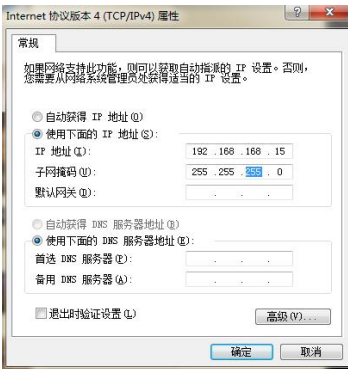 Internet 协议版本 4 (TCP/IPv4) 属性
常规
如果网络支持此功能，则可以获取自动指派的 IP 设置。否则，
您需要从网络系统管理员处获得适当的 IP 设置。
自动获得 IP 地址(O)
使用下面的 IP 地址(S):
IP 地址(I): 192 .168 .168 . 15
子网掩码(U): 255 .255 .255 . 0
默认网关(D): . . .
自动获得 DNS 服务器地址(B)
使用下面的 DNS 服务器地址(E):
首选 DNS 服务器(P): . . .
备用 DNS 服务器(A): . . .
退出时验证设置(L)
高级(V)...
确定 取消